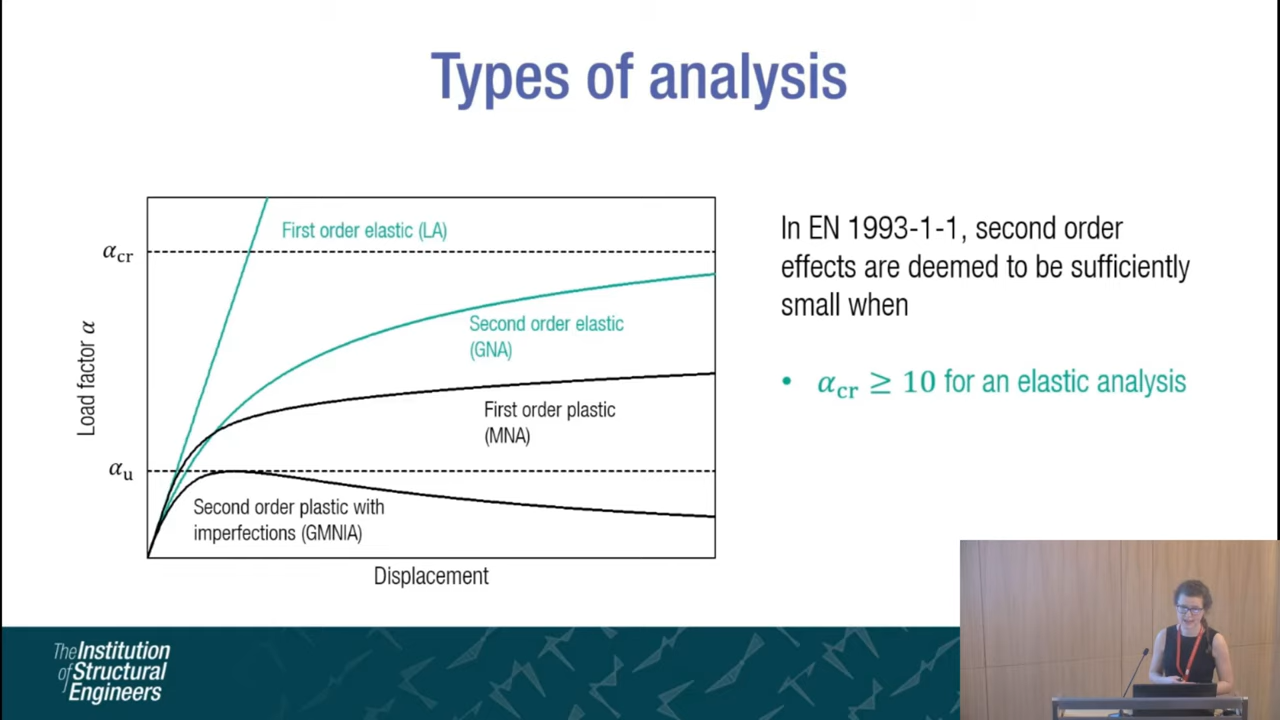 Types of analysis
First order elastic (LA)
α_cr
Second order elastic
(GNA)
First order plastic
(MNA)
α_u
Second order plastic with
imperfections (GMNIA)
Load factor α
Displacement
In EN 1993-1-1, second order
effects are deemed to be sufficiently
small when
• α_cr ≥ 10 for an elastic analysis
The Institution
of Structural
Engineers